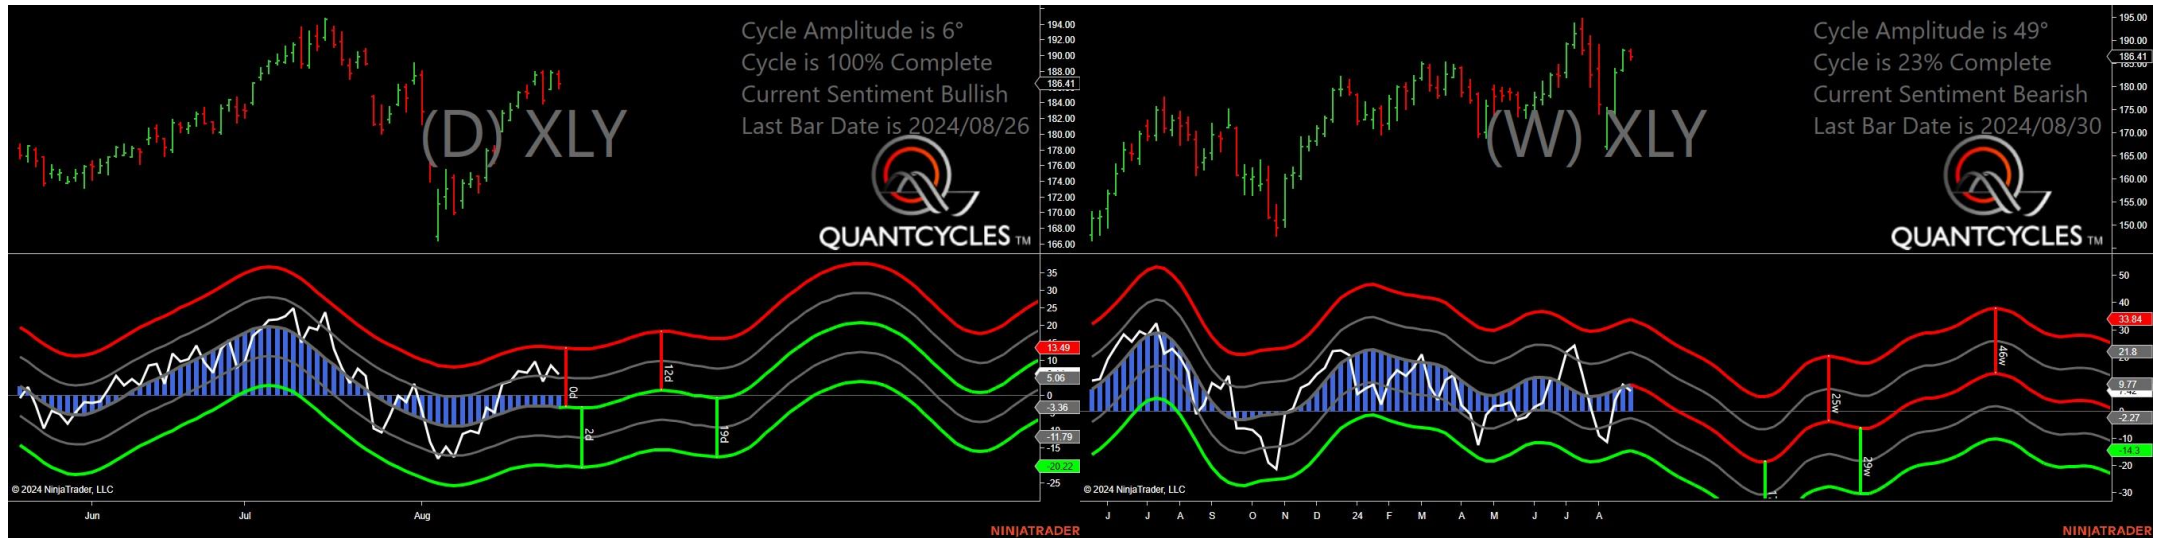 Cycle Amplitude is 6°
Cycle is 100% Complete
Current Sentiment Bullish
Last Bar Date is 2024/08/26
(D) XLY
QUANTCYCLES TM
194.00
192.00
190.00
188.00
186.41
184.00
182.00
180.00
178.00
176.00
174.00
172.00
170.00
168.00
166.00
35
30
25
20
13.49
10
5.06
0
-3.36
-11.79
-15
-20.22
-25
0d
2d
12d
19d
© 2024 NinjaTrader, LLC
Jun Jul Aug
NINJATRADER
Cycle Amplitude is 49°
Cycle is 23% Complete
Current Sentiment Bearish
Last Bar Date is 2024/08/30
(W) XLY
QUANTCYCLES TM
195.00
190.00
186.41
185.00
180.00
175.00
170.00
165.00
160.00
155.00
150.00
50
40
33.84
30
21.8
9.77
7.42
-2.27
-10
-14.3
-20
-30
25w
29w
46w
© 2024 NinjaTrader, LLC
J J A S O N D 24 F M A M J J A
NINJATRADER